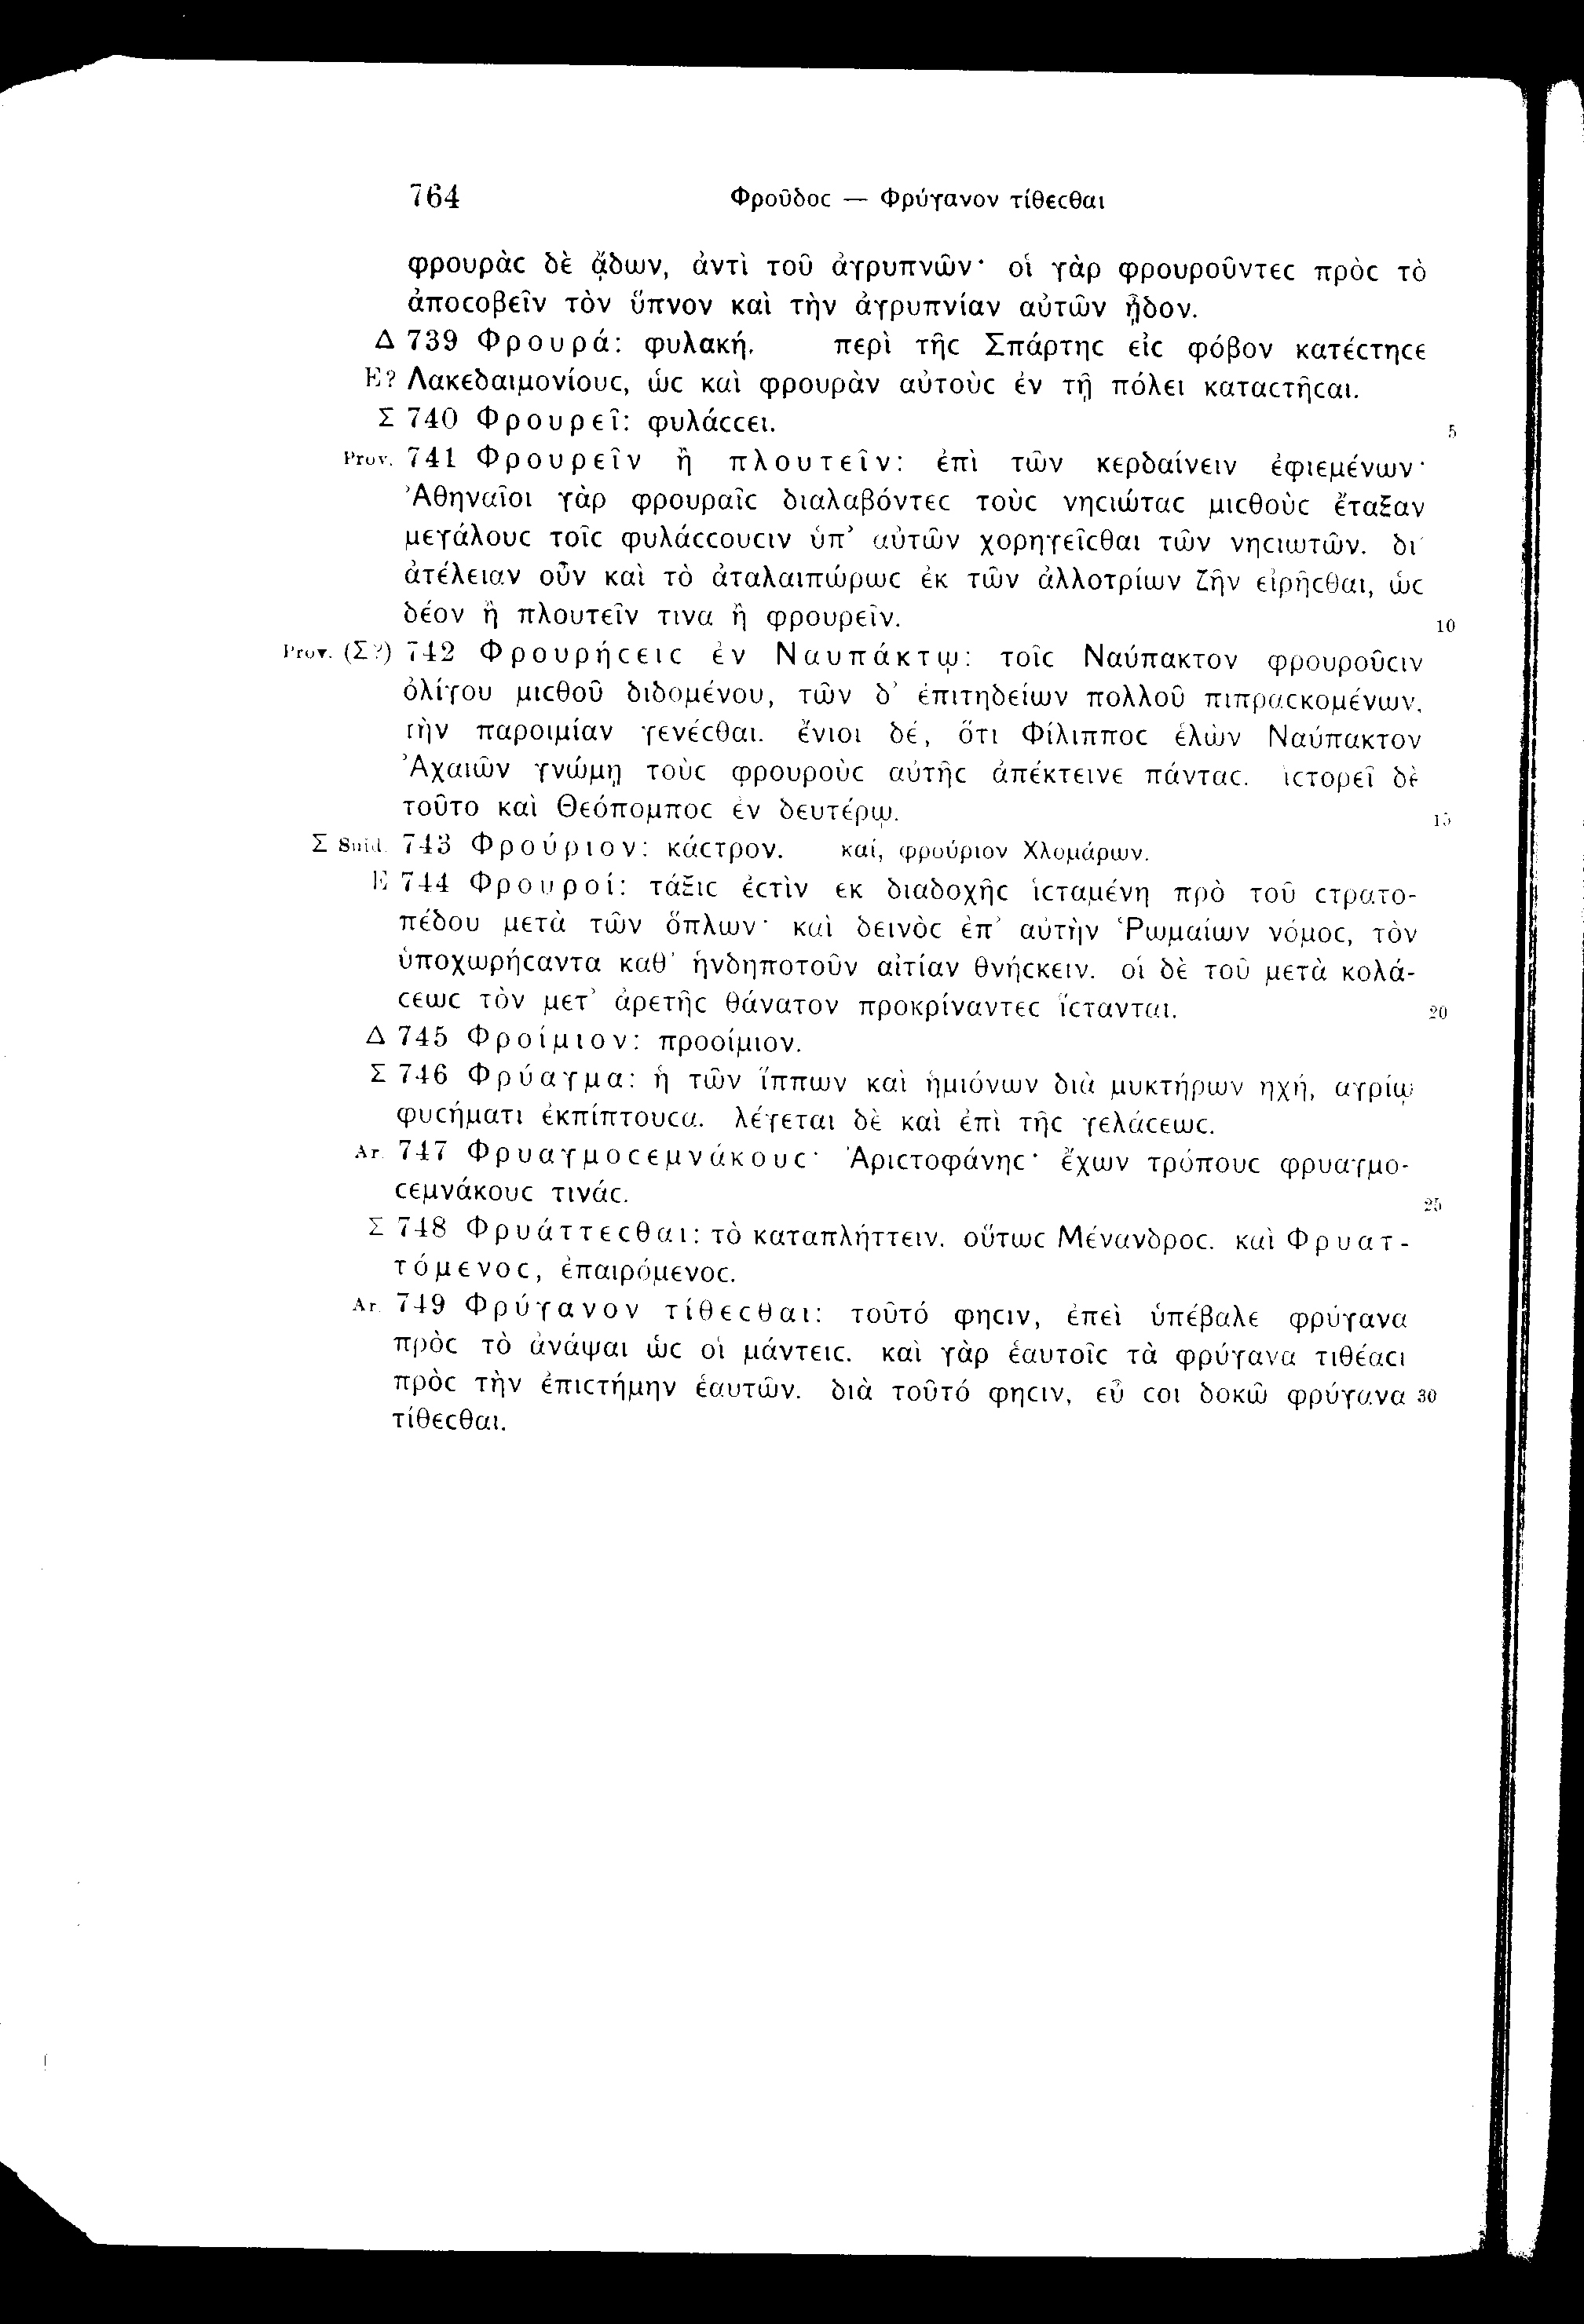 764 Φροῦδοϲ — Φρύγανον τίθεϲθαι
φρουρὰϲ δὲ ᾄδων, ἀντὶ τοῦ ἀγρυπνῶν· οἱ γὰρ φρουροῦντεϲ πρὸϲ τὸ
ἀποϲοβεῖν τὸν ὕπνον καὶ τὴν ἀγρυπνίαν αὐτῶν ᾖδον.
Δ 739 Φρουρά: φυλακή. περὶ τῆϲ Σπάρτηϲ εἰϲ φόβον κατέϲτηϲε
E? Λακεδαιμονίουϲ, ὡϲ καὶ φρουρὰν αὐτοὺϲ ἐν τῇ πόλει καταϲτῆϲαι.
Σ 740 Φρουρεῖ: φυλάϲϲει. 5
Prov. 741 Φρουρεῖν ἢ πλουτεῖν: ἐπὶ τῶν κερδαίνειν ἐφιεμένων·
Ἀθηναῖοι γὰρ φρουραῖϲ διαλαβόντεϲ τοὺϲ νηϲιώταϲ μιϲθοὺϲ ἔταξαν
μεγάλουϲ τοῖϲ φυλάϲϲουϲιν ὑπ' αὐτῶν χορηγεῖϲθαι τῶν νηϲιωτῶν. δι'
ἀτέλειαν οὖν καὶ τὸ ἀταλαιπώρωϲ ἐκ τῶν ἀλλοτρίων ζῆν εἰρῆϲθαι, ὡϲ
δέον ἢ πλουτεῖν τινα ἢ φρουρεῖν. 10
Prov. (Σ?) 742 Φρουρήϲειϲ ἐν Ναυπάκτῳ: τοῖϲ Ναύπακτον φρουροῦϲιν
ὀλίγου μιϲθοῦ διδομένου, τῶν δ' ἐπιτηδείων πολλοῦ πιπραϲκομένων,
τὴν παροιμίαν γενέϲθαι. ἔνιοι δέ, ὅτι Φίλιπποϲ ἑλὼν Ναύπακτον
Ἀχαιῶν γνώμῃ τοὺϲ φρουροὺϲ αὐτῆϲ ἀπέκτεινε πάνταϲ. ἱϲτορεῖ δὲ
τοῦτο καὶ Θεόπομποϲ ἐν δευτέρῳ. 15
Σ Suid. 743 Φρούριον: κάϲτρον. καί, φρούριον Χλομάρων.
E 744 Φρουροί: τάξιϲ ἐϲτὶν ἐκ διαδοχῆϲ ἱϲταμένη πρὸ τοῦ ϲτρατο-
πέδου μετὰ τῶν ὅπλων· καὶ δεινὸϲ ἐπ' αὐτὴν Ῥωμαίων νόμοϲ, τὸν
ὑποχωρήϲαντα καθ' ἡνδηποτοῦν αἰτίαν θνήϲκειν. οἱ δὲ τοῦ μετὰ κολά-
ϲεωϲ τὸν μετ' ἀρετῆϲ θάνατον προκρίναντεϲ ἵϲτανται. 20
Δ 745 Φροίμιον: προοίμιον.
Σ 746 Φρύαγμα: ἡ τῶν ἵππων καὶ ἡμιόνων διὰ μυκτήρων ἠχή, ἀγρίῳ
φυϲήματι ἐκπίπτουϲα. λέγεται δὲ καὶ ἐπὶ τῆϲ γελάϲεωϲ.
Ar. 747 Φρυαγμοϲεμνάκουϲ· Ἀριϲτοφάνηϲ· ἔχων τρόπουϲ φρυαγμο-
ϲεμνάκουϲ τινάϲ. 25
Σ 748 Φρυάττεϲθαι: τὸ καταπλήττειν. οὕτωϲ Μένανδροϲ. καὶ Φρυατ-
τόμενοϲ, ἐπαιρόμενοϲ.
Ar. 749 Φρύγανον τίθεϲθαι: τοῦτό φηϲιν, ἐπεὶ ὑπέβαλε φρύγανα
πρὸϲ τὸ ἀνάψαι ὡϲ οἱ μάντειϲ. καὶ γὰρ ἑαυτοῖϲ τὰ φρύγανα τιθέαϲι
πρὸϲ τὴν ἐπιϲτήμην ἑαυτῶν. διὰ τοῦτό φηϲιν, εὖ ϲοι δοκῶ φρύγανα 30
τίθεϲθαι.